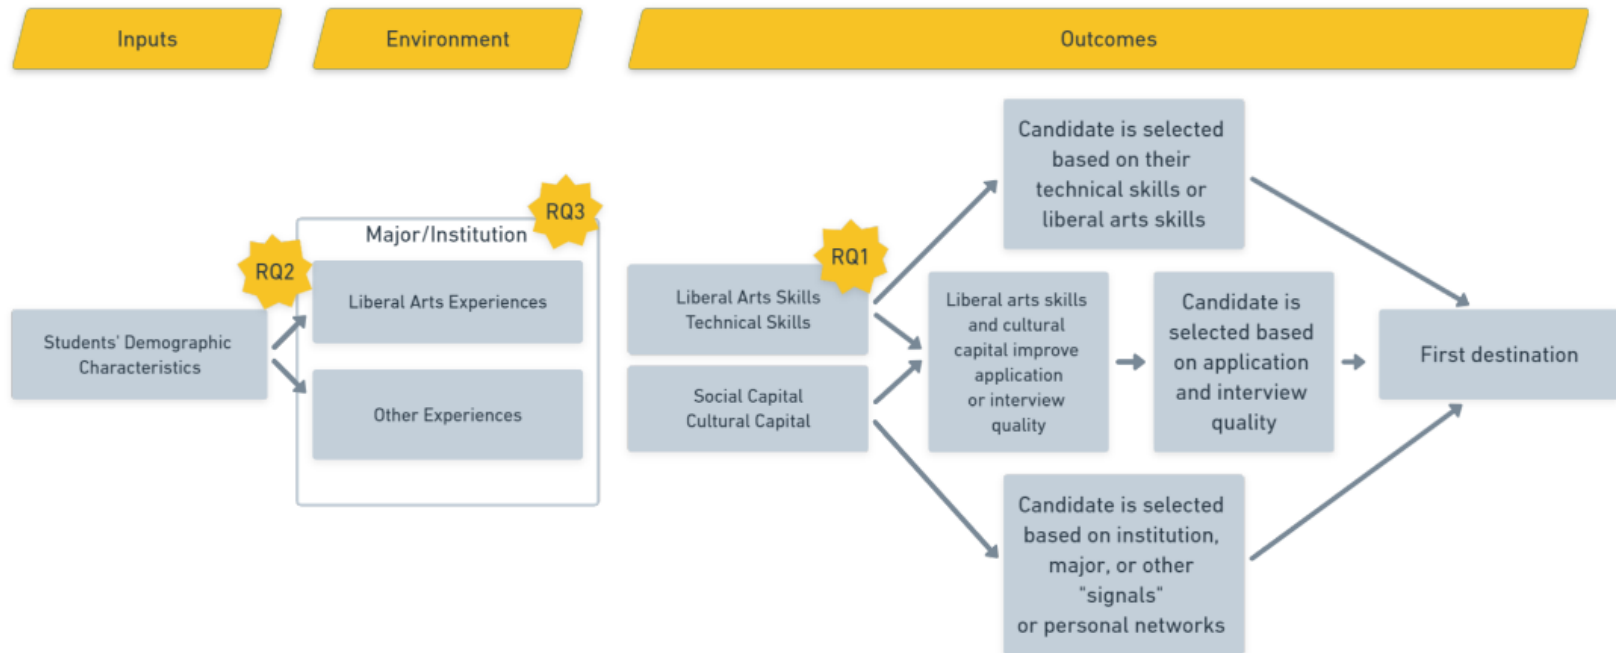 Inputs
Environment
Outcomes
RQ2
RQ3
Major/Institution
Students' Demographic
Characteristics
Liberal Arts Experiences
Other Experiences
RQ1
Liberal Arts Skills
Technical Skills
Social Capital
Cultural Capital
Candidate is selected
based on their
technical skills or
liberal arts skills
Liberal arts skills
and cultural
capital improve
application
or interview
quality
Candidate is
selected based
on application
and interview
quality
Candidate is selected
based on institution,
major, or other
"signals"
or personal networks
First destination